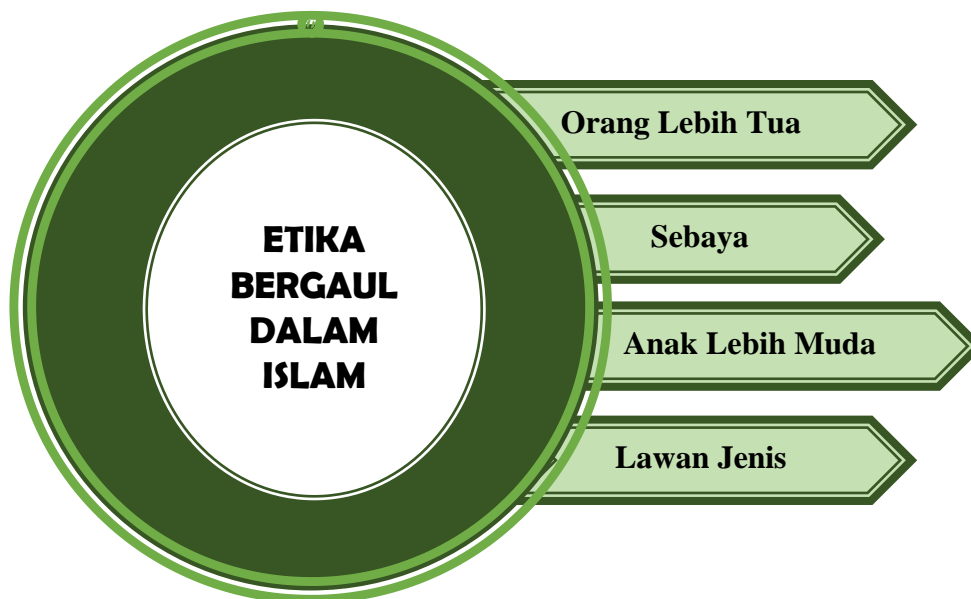 ETIKA
BERGAUL
DALAM
ISLAM
Orang Lebih Tua
Sebaya
Anak Lebih Muda
Lawan Jenis